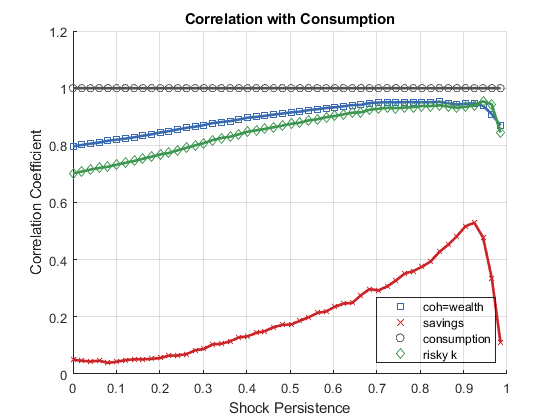 Correlation with Consumption
Correlation Coefficient
1.2
1
0.8
0.6
0.4
0.2
0
0 0.1 0.2 0.3 0.4 0.5 0.6 0.7 0.8 0.9 1
Shock Persistence
coh=wealth
savings
consumption
risky k